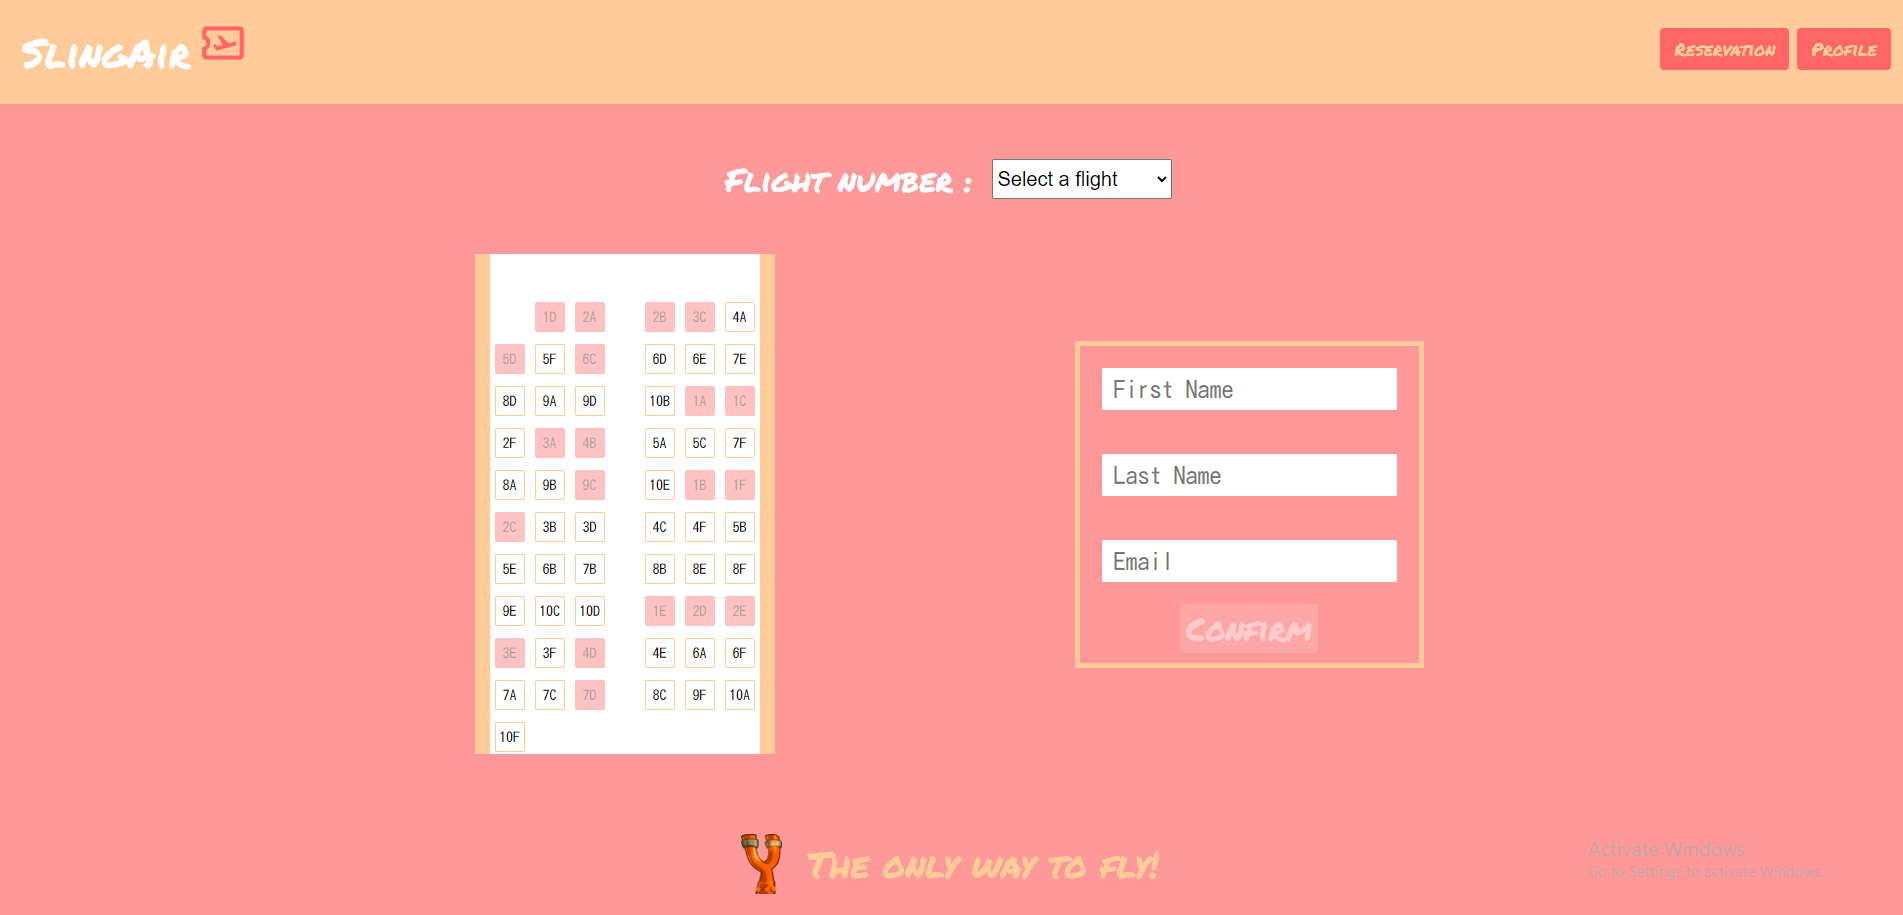 SlingAir
Reservation Profile
Flight number : Select a flight
1D 2A 2B 3C 4A
5D 5F 6C 6D 6E 7E
8D 9A 9D 10B 1A 1C
2F 3A 4B 5A 5C 7F
8A 9B 9C 10E 1B 1F
2C 3B 3D 4C 4F 5B
5E 6B 7B 8B 8E 8F
9E 10C 10D 1E 2D 2E
3E 3F 4D 4E 6A 6F
7A 7C 7D 8C 9F 10A
10F
First Name
Last Name
Email
Confirm
The only way to fly!
Activate Windows
Go to Settings to activate Windows.